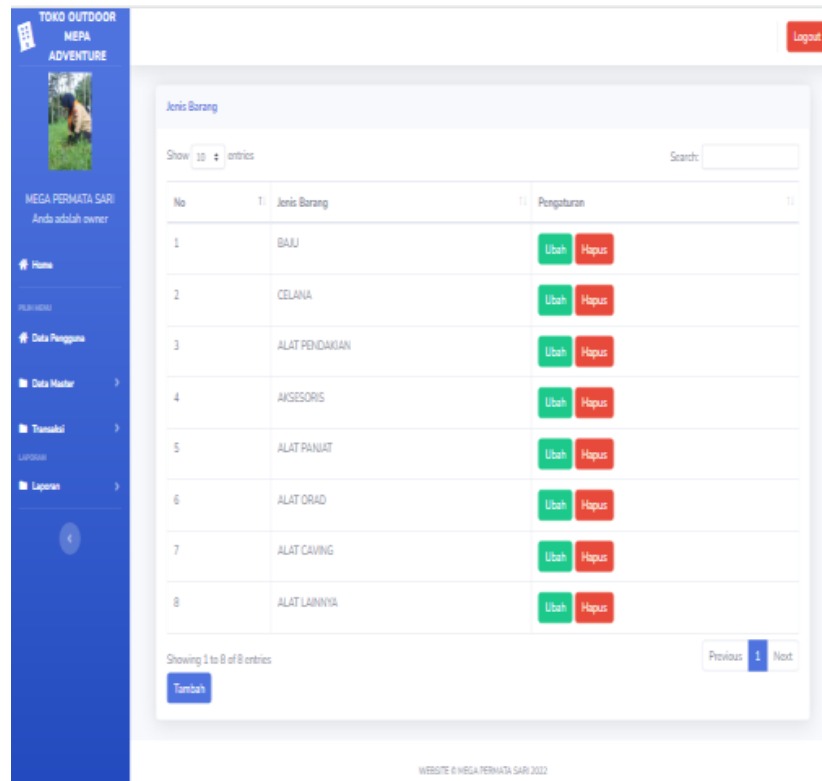 TOKO OUTDOOR
MEPA
ADVENTURE
Logout
MEGA PERMATA SARI
Anda adalah owner
Home
PILIH MENU
Data Pengguna
Data Master
Transaksi
LAPORAN
Laporan
Jenis Barang
Show 10 entries
Search:
No Jenis Barang Pengaturan
1 BAJU Ubah Hapus
2 CELANA Ubah Hapus
3 ALAT PENDAKIAN Ubah Hapus
4 AKSESORIS Ubah Hapus
5 ALAT PANJAT Ubah Hapus
6 ALAT ORAD Ubah Hapus
7 ALAT CAVING Ubah Hapus
8 ALAT LAINNYA Ubah Hapus
Showing 1 to 8 of 8 entries
Previous 1 Next
Tambah
WEBSITE © MEGA PERMATA SARI 2022